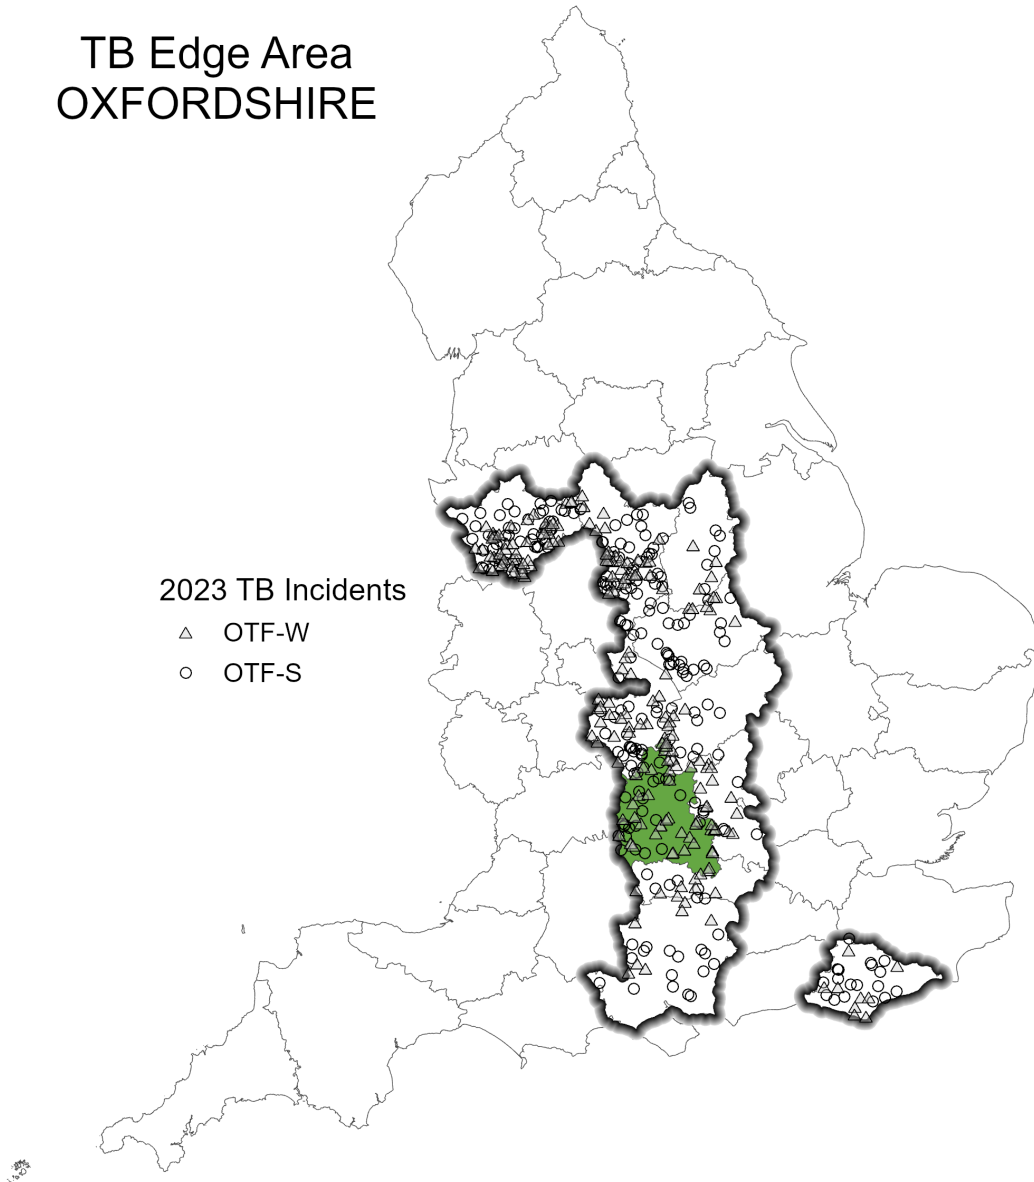 TB Edge Area
OXFORDSHIRE
2023 TB Incidents
OTF-W
OTF-S